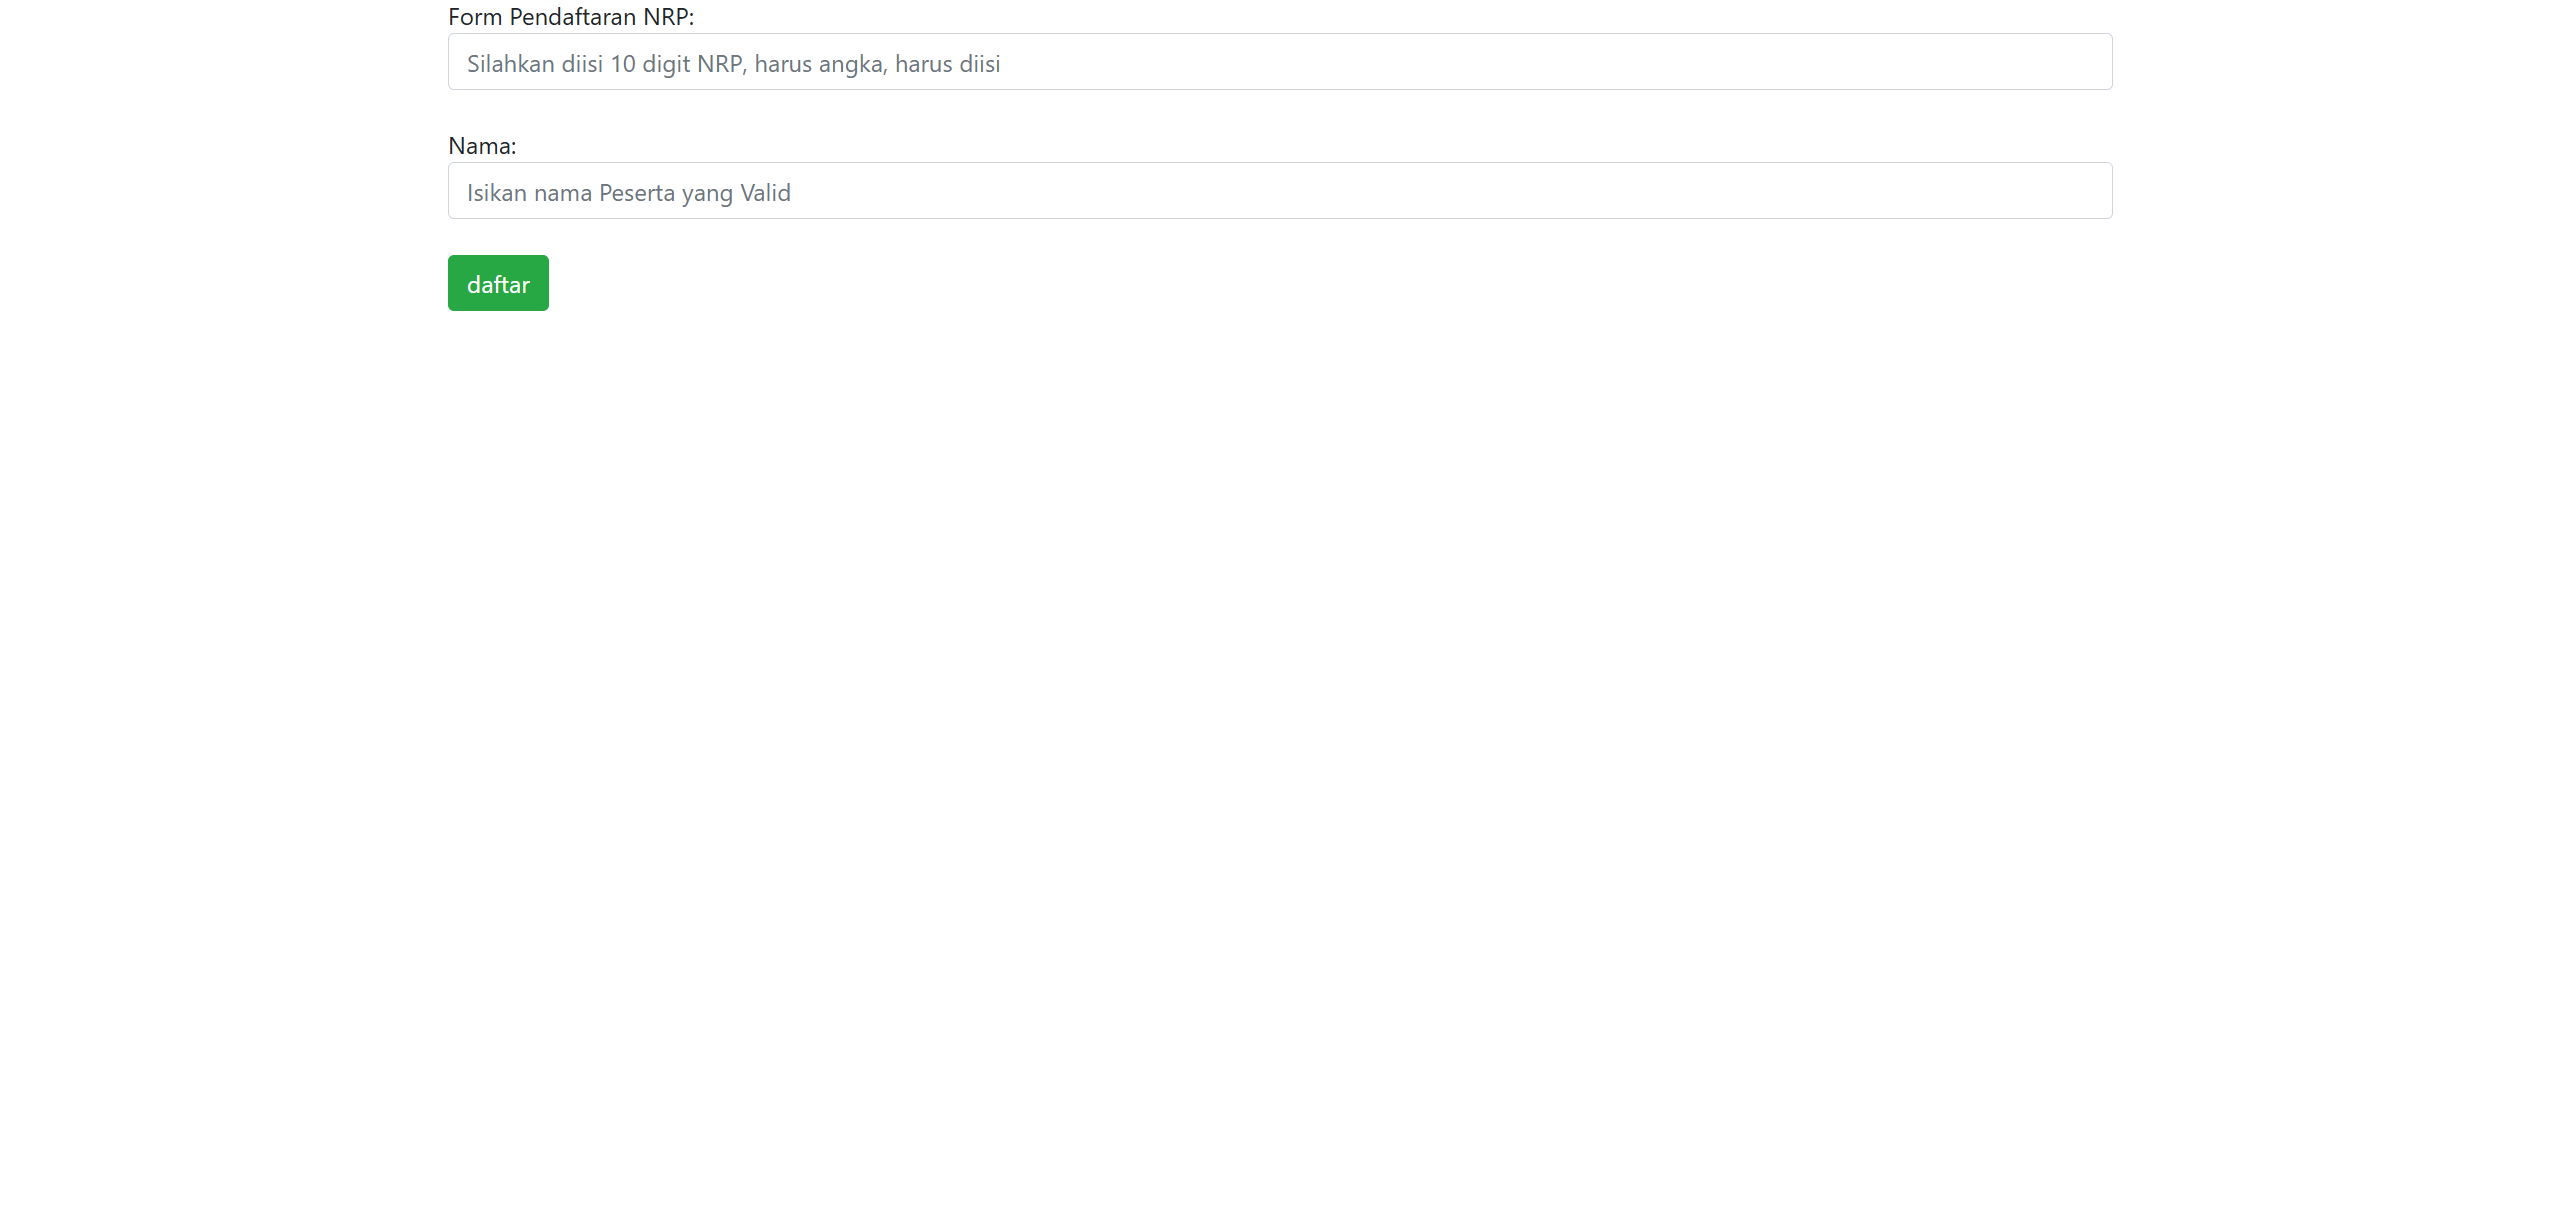 Form Pendaftaran NRP:
Silahkan diisi 10 digit NRP, harus angka, harus diisi
Nama:
Isikan nama Peserta yang Valid
daftar